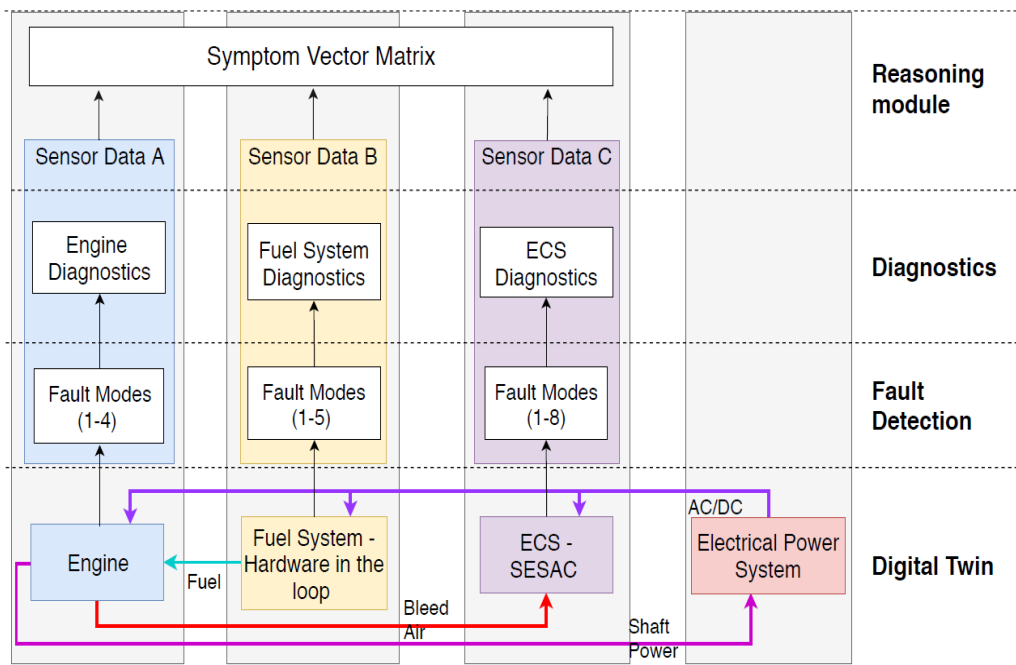 Symptom Vector Matrix
Reasoning
module
Sensor Data A
Sensor Data B
Sensor Data C
Engine
Diagnostics
Fuel System
Diagnostics
ECS
Diagnostics
Diagnostics
Fault Modes
(1-4)
Fault Modes
(1-5)
Fault Modes
(1-8)
Fault
Detection
AC/DC
Engine
Fuel
Fuel System -
Hardware in the
loop
ECS -
SESAC
Electrical Power
System
Digital Twin
Bleed
Air
Shaft
Power